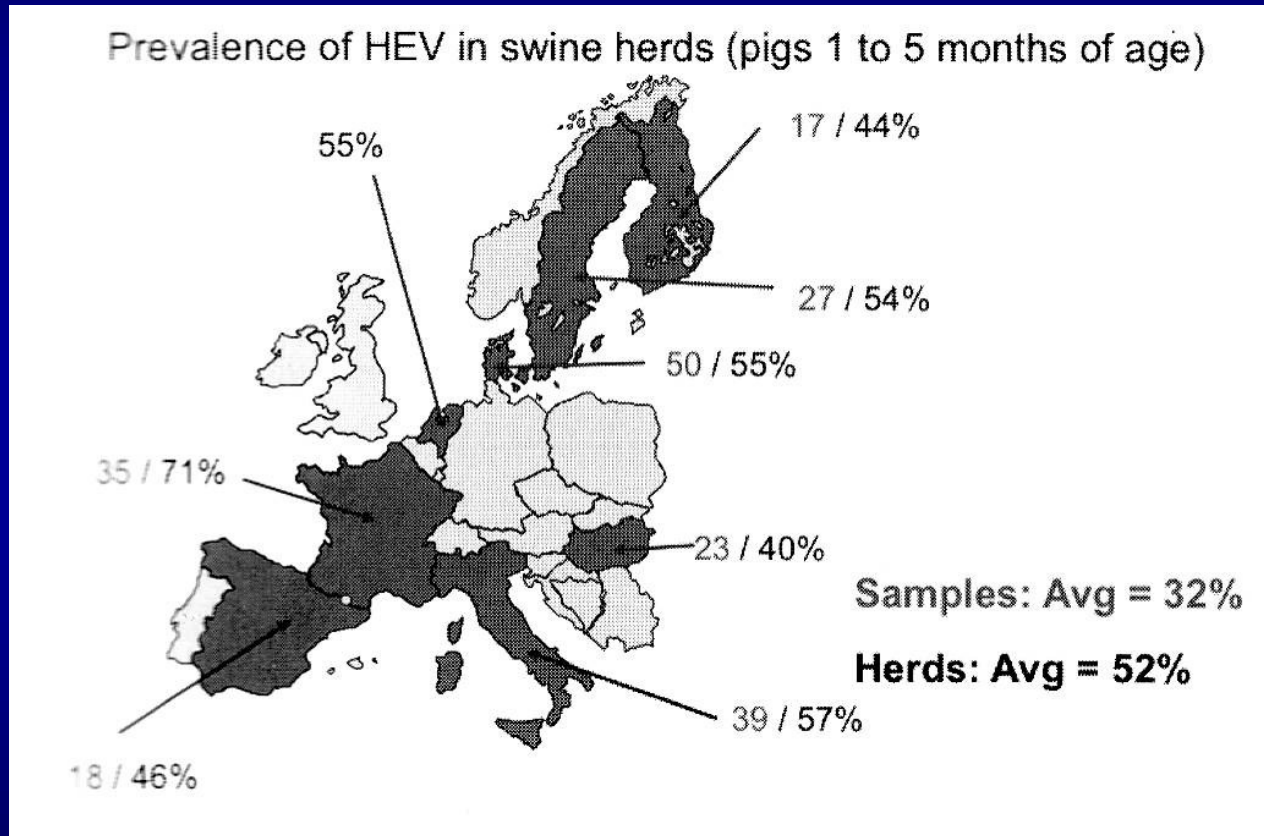 Prevalence of HEV in swine herds (pigs 1 to 5 months of age)
17 / 44%
55%
27 / 54%
50 / 55%
35 / 71%
23 / 40%
Samples: Avg = 32%
Herds: Avg = 52%
39 / 57%
18 / 46%